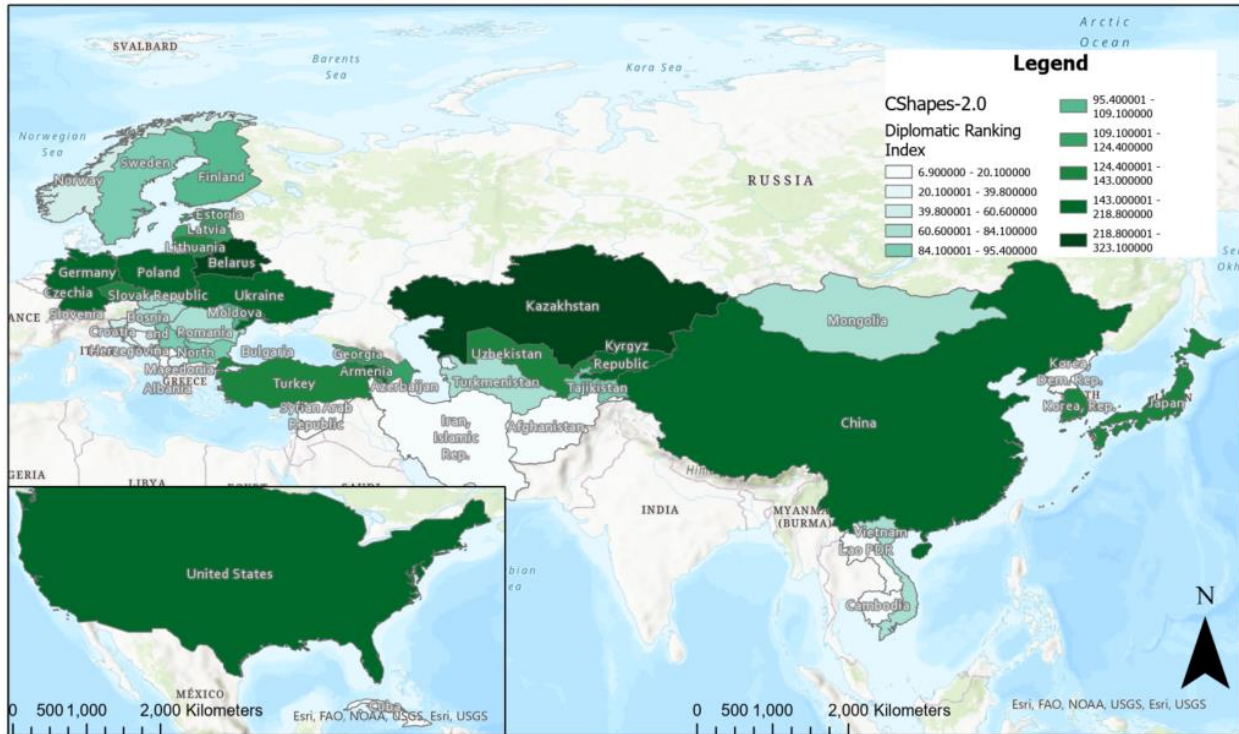 Arctic
Ocean
SVALBARD
Barents
Sea
Kara Sea
Legend
CShapes-2.0
Diplomatic Ranking
Index
6.900000 - 20.100000
20.100001 - 39.800000
39.800001 - 60.600000
60.600001 - 84.100000
84.100001 - 95.400000
95.400001 -
109.100000
109.100001 -
124.400000
124.400001 -
143.000000
143.000001 -
218.800000
218.800001 -
323.100000
Norwegian
Sea
Sweden
Norway
Finland
RUSSIA
Estonia
Latvia
Lithuania
Belarus
Germany
Poland
Czechia
Slovak Republic
Ukraine
Slovenia
Moldova
Bosnia
and
Herzegovina
Croatia
Romania
North
Macedonia
Bulgaria
Albania
GREECE
Kazakhstan
Mongolia
Uzbekistan
Kyrgyz
Republic
Georgia
Armenia
Azerbaijan
Turkmenistan
Tajikistan
Turkey
Syrian Arab
Republic
Iran,
Islamic
Rep.
Afghanistan
China
Korea,
Dem. Rep.
Korea, Rep.
Japan
LIBYA
INDIA
MYANMA
(BURMA)
Vietnam
Lao PDR
Cambodia
United States
MÉXICO
Cuba
N
0 500 1,000 2,000 Kilometers
Esri, FAO, NOAA, USGS, Esri, USGS
0 500 1,000 2,000 Kilometers
Esri, FAO, NOAA, USGS, Esri, USGS